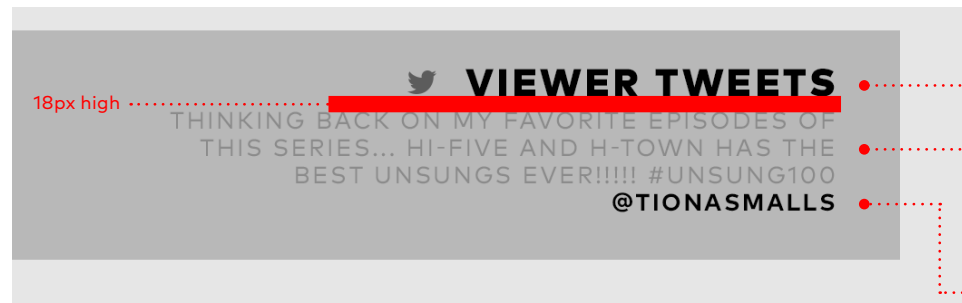 VIEWER TWEETS
18px high
THINKING BACK ON MY FAVORITE EPISODES OF
THIS SERIES... HI-FIVE AND H-TOWN HAS THE
BEST UNSUNGS EVER!!!!! #UNSUNG100
@TIONASMALLS